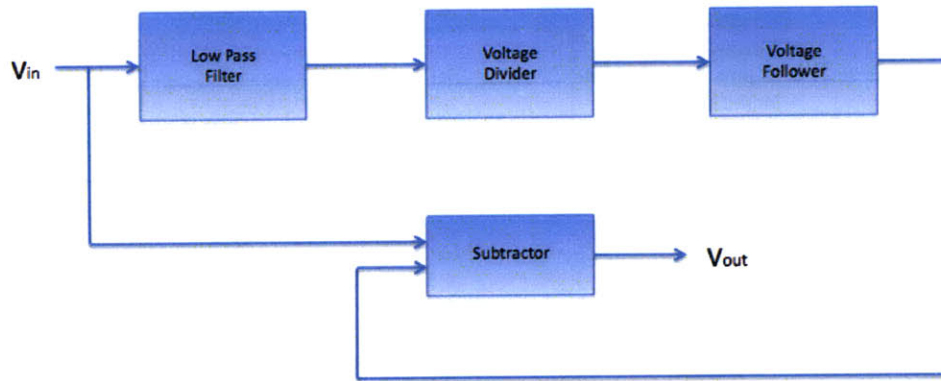 Vin
Low Pass
Filter
Voltage
Divider
Voltage
Follower
Subtractor
Vout